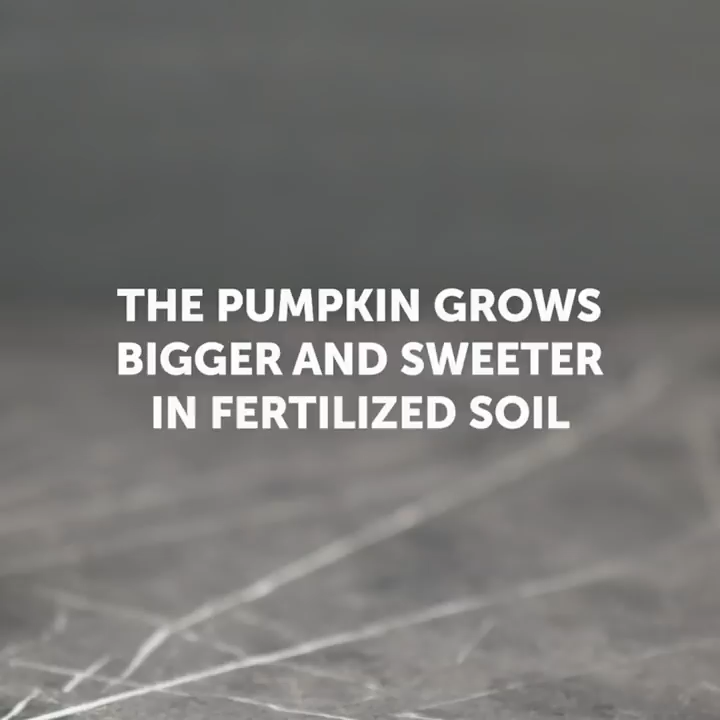 THE PUMPKIN GROWS
BIGGER AND SWEETER
IN FERTILIZED SOIL